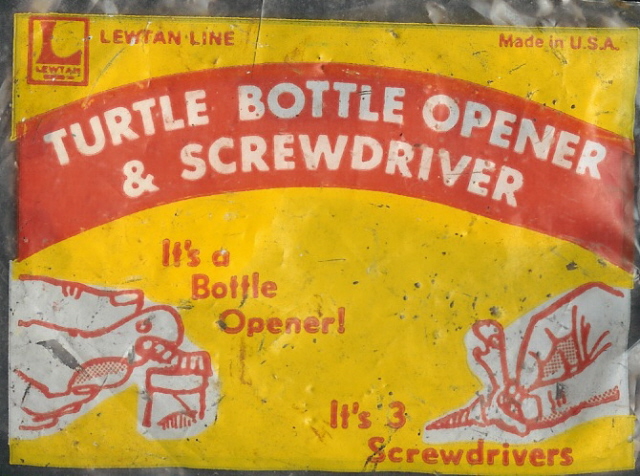 L
LEWTAN
LEWTAN LINE
Made in U.S.A.
TURTLE BOTTLE OPENER
& SCREWDRIVER
It's a
Bottle
Opener!
It's 3
Screwdrivers